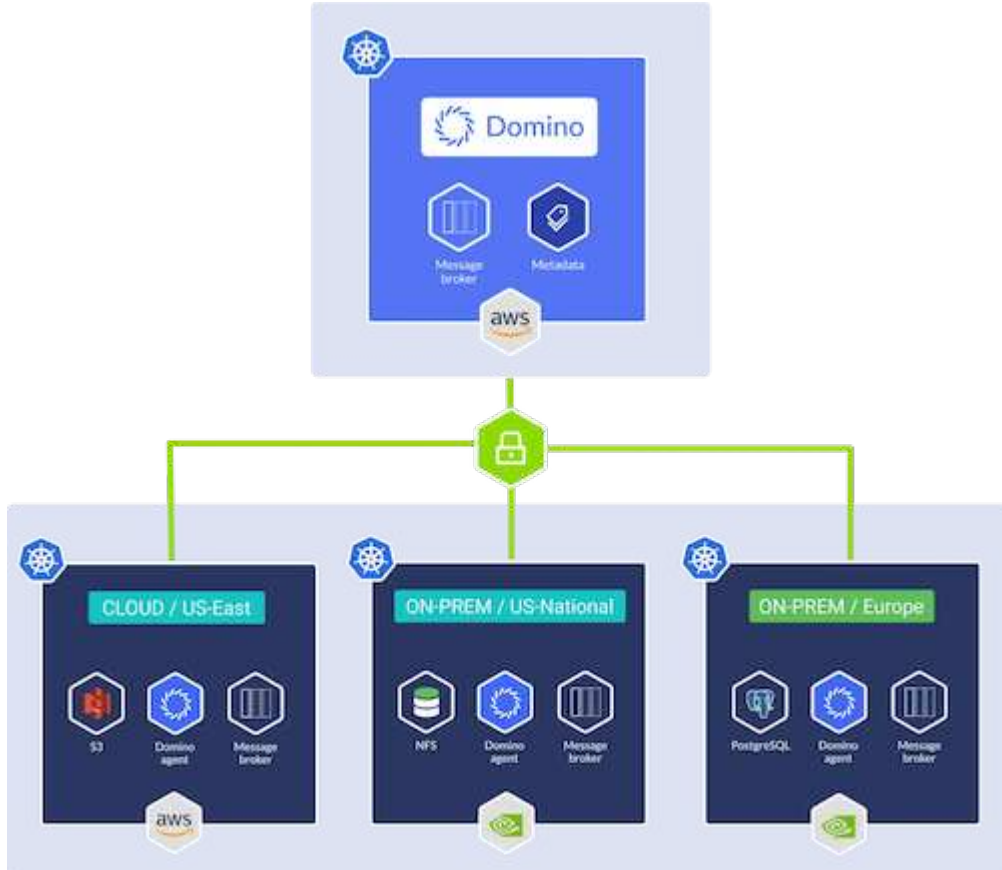 Domino
Message
broker
Metadata
aws
CLOUD / US-East
S3
Domino
agent
Message
broker
aws
ON-PREM / US-National
NFS
Domino
agent
Message
broker
ON-PREM / Europe
PostgreSQL
Domino
agent
Message
broker